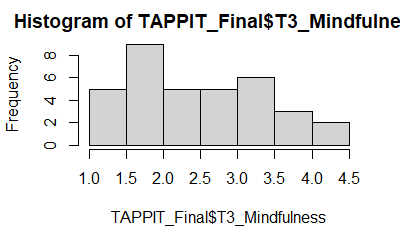 Histogram of TAPPIT_Final$T3_Mindfulne
Frequency
8
6
4
2
0
1.0 1.5 2.0 2.5 3.0 3.5 4.0 4.5
TAPPIT_Final$T3_Mindfulness